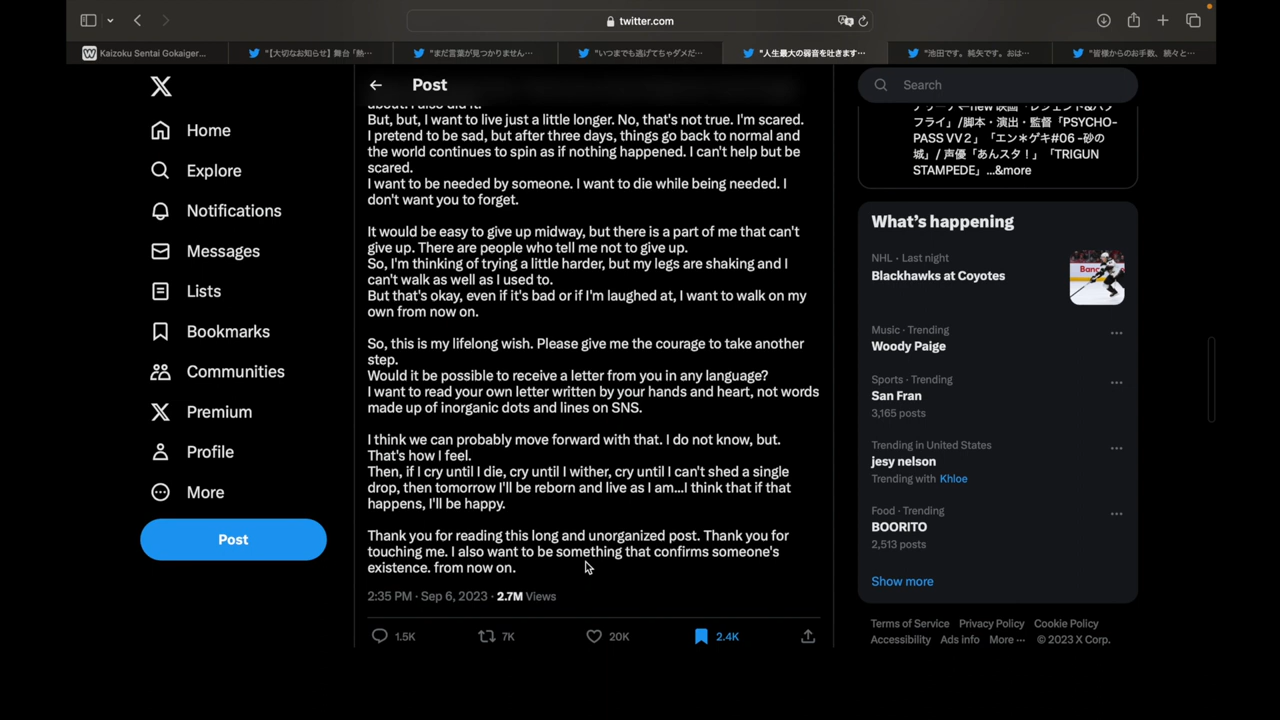 twitter.com
Kaizoku Sentai Gokaiger...
"【大切なお知らせ】舞台「熱...
"まだ言葉が見つかりません...
"いつまでも逃げてちゃダメだ...
"人生最大の弱音を吐きます...
"池田です。純矢です。おは...
"皆様からのお手数、続々と...
Home
Explore
Notifications
Messages
Lists
Bookmarks
Communities
Premium
Profile
More
Post
Post
about. I also did it.
But, but, I want to live just a little longer. No, that's not true. I'm scared.
I pretend to be sad, but after three days, things go back to normal and
the world continues to spin as if nothing happened. I can't help but be
scared.
I want to be needed by someone. I want to die while being needed. I
don't want you to forget.
It would be easy to give up midway, but there is a part of me that can't
give up. There are people who tell me not to give up.
So, I'm thinking of trying a little harder, but my legs are shaking and I
can't walk as well as I used to.
But that's okay, even if it's bad or if I'm laughed at, I want to walk on my
own from now on.
So, this is my lifelong wish. Please give me the courage to take another
step.
Would it be possible to receive a letter from you in any language?
I want to read your own letter written by your hands and heart, not words
made up of inorganic dots and lines on SNS.
I think we can probably move forward with that. I do not know, but.
That's how I feel.
Then, if I cry until I die, cry until I wither, cry until I can't shed a single
drop, then tomorrow I'll be reborn and live as I am...I think that if that
happens, I'll be happy.
Thank you for reading this long and unorganized post. Thank you for
touching me. I also want to be something that confirms someone's
existence. from now on.
2:35 PM · Sep 6, 2023 · 2.7M Views
1.5K 7K 20K 2.4K
Search
フライ」/脚本・演出・監督「PSYCHO-
PASS VV２」「エン＊ゲキ#06 -砂の
城」/ 声優「あんスタ！」「TRIGUN
STAMPEDE」...&more
What's happening
NHL · Last night
Blackhawks at Coyotes
Music · Trending
Woody Paige
Sports · Trending
San Fran
3,165 posts
Trending in United States
jesy nelson
Trending with Khloe
Food · Trending
BOORITO
2,513 posts
Show more
Terms of Service Privacy Policy Cookie Policy
Accessibility Ads info More ··· © 2023 X Corp.